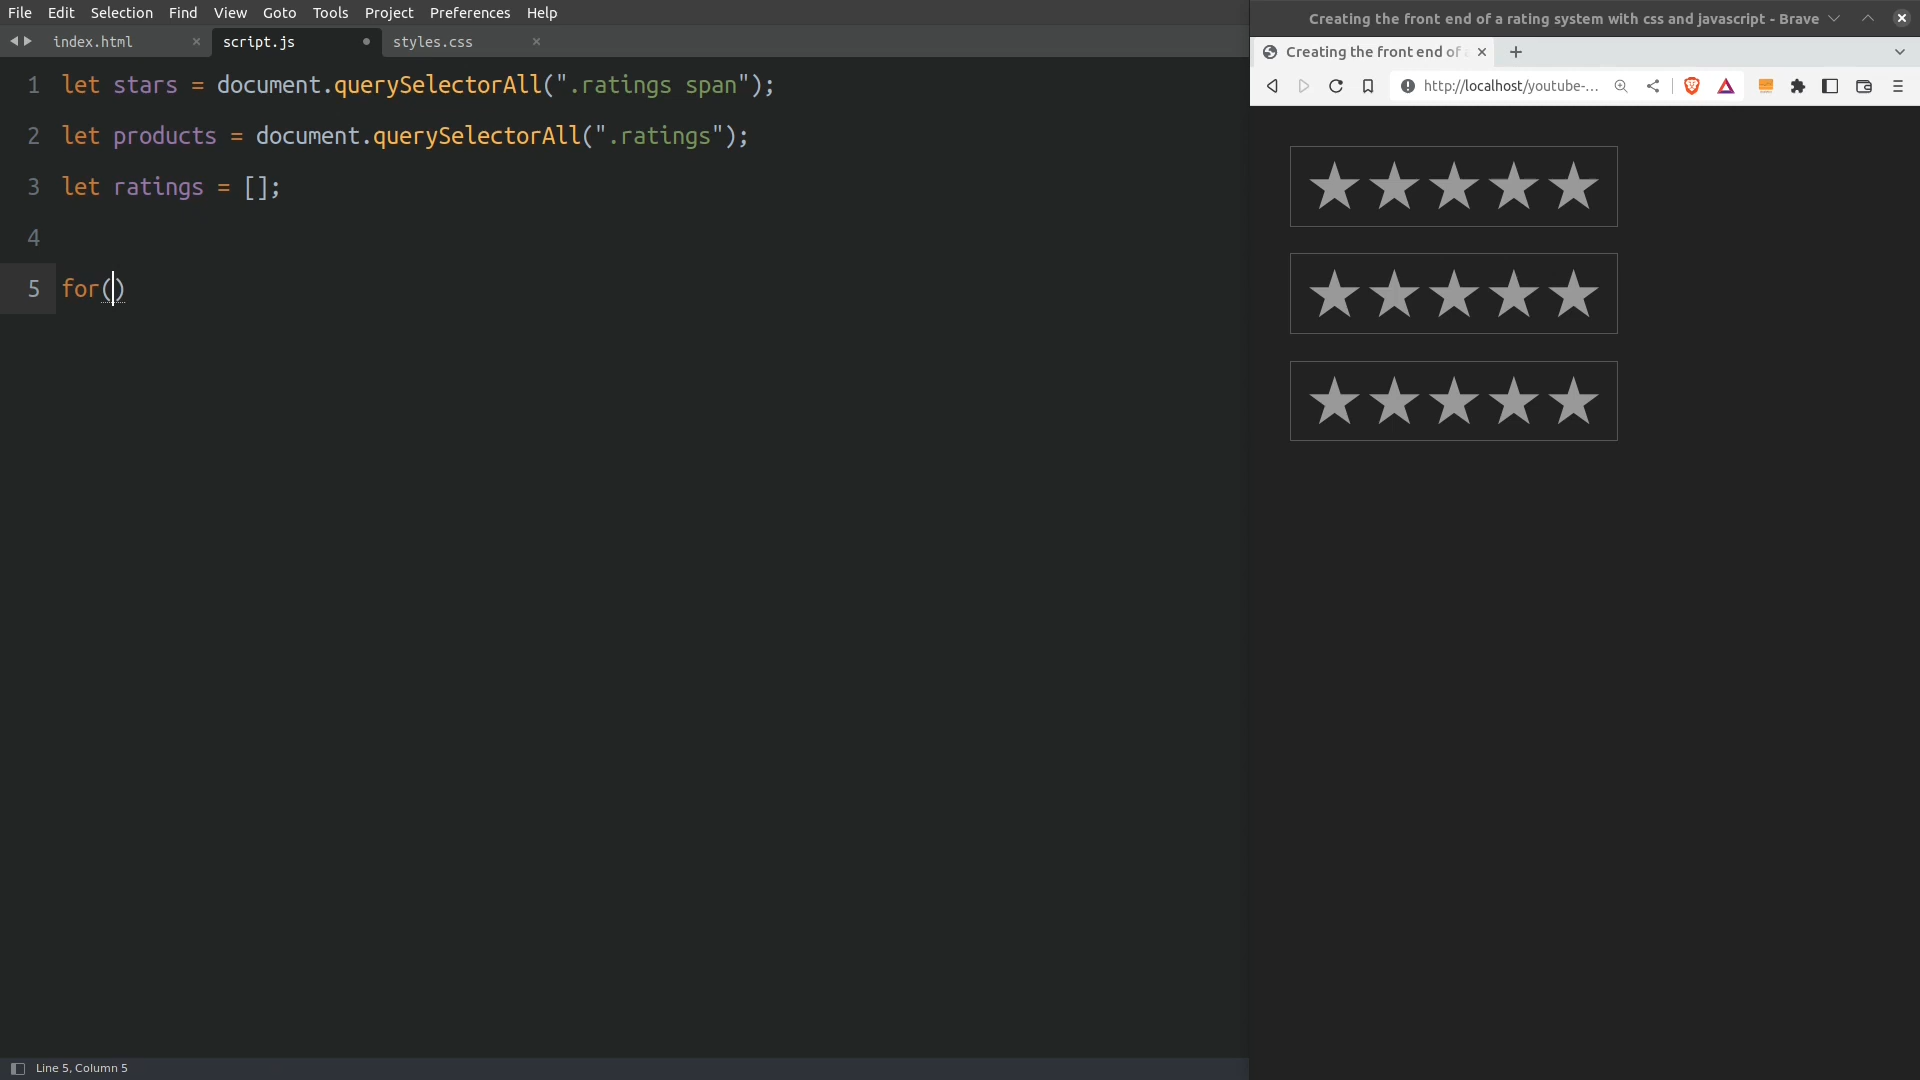 File Edit Selection Find View Goto Tools Project Preferences Help
index.html script.js styles.css
1 let stars = document.querySelectorAll(".ratings span");
2 let products = document.querySelectorAll(".ratings");
3 let ratings = [];
4
5 for()
Line 5, Column 5
Creating the front end of a rating system with css and javascript - Brave
Creating the front end of
http://localhost/youtube-...